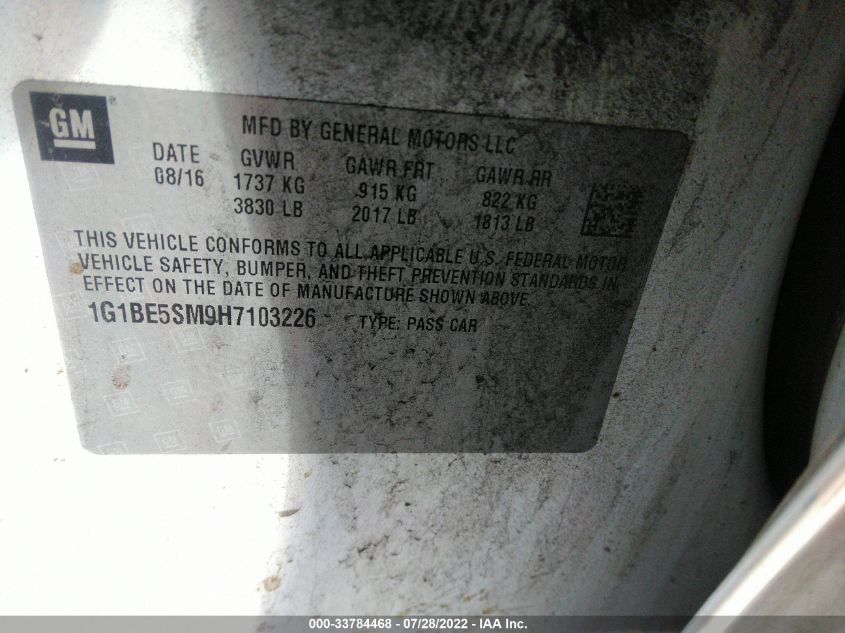 GM ®
MFD BY GENERAL MOTORS LLC
DATE GVWR GAWR FRT GAWR RR
08/16 1737 KG 915 KG 822 KG
3830 LB 2017 LB 1813 LB
THIS VEHICLE CONFORMS TO ALL APPLICABLE U.S. FEDERAL MOTOR
VEHICLE SAFETY, BUMPER, AND THEFT PREVENTION STANDARDS IN
EFFECT ON THE DATE OF MANUFACTURE SHOWN ABOVE.
1G1BE5SM9H7103226 TYPE: PASS CAR
000-33784468 - 07/28/2022 - IAA Inc.